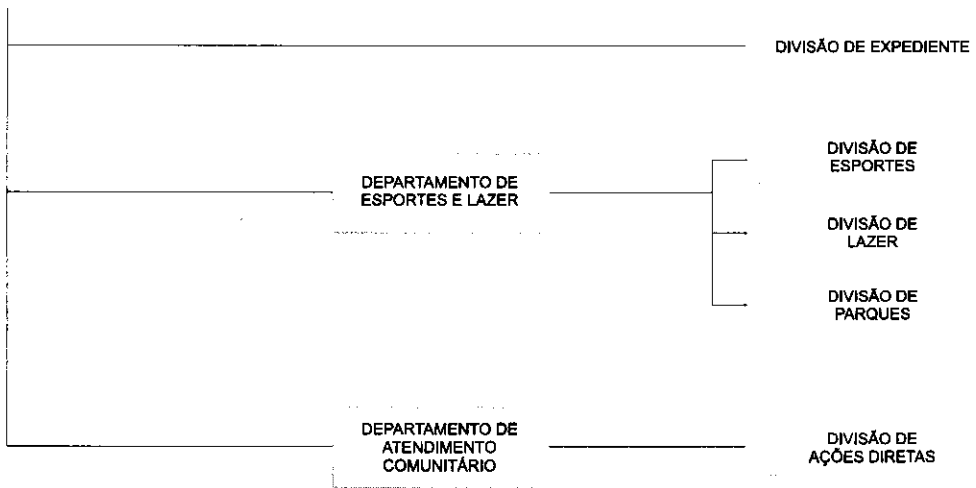 DIVISÃO DE EXPEDIENTE
DIVISÃO DE
ESPORTES
DEPARTAMENTO DE
ESPORTES E LAZER
DIVISÃO DE
LAZER
DIVISÃO DE
PARQUES
DEPARTAMENTO DE
ATENDIMENTO
COMUNITÁRIO
DIVISÃO DE
AÇÕES DIRETAS